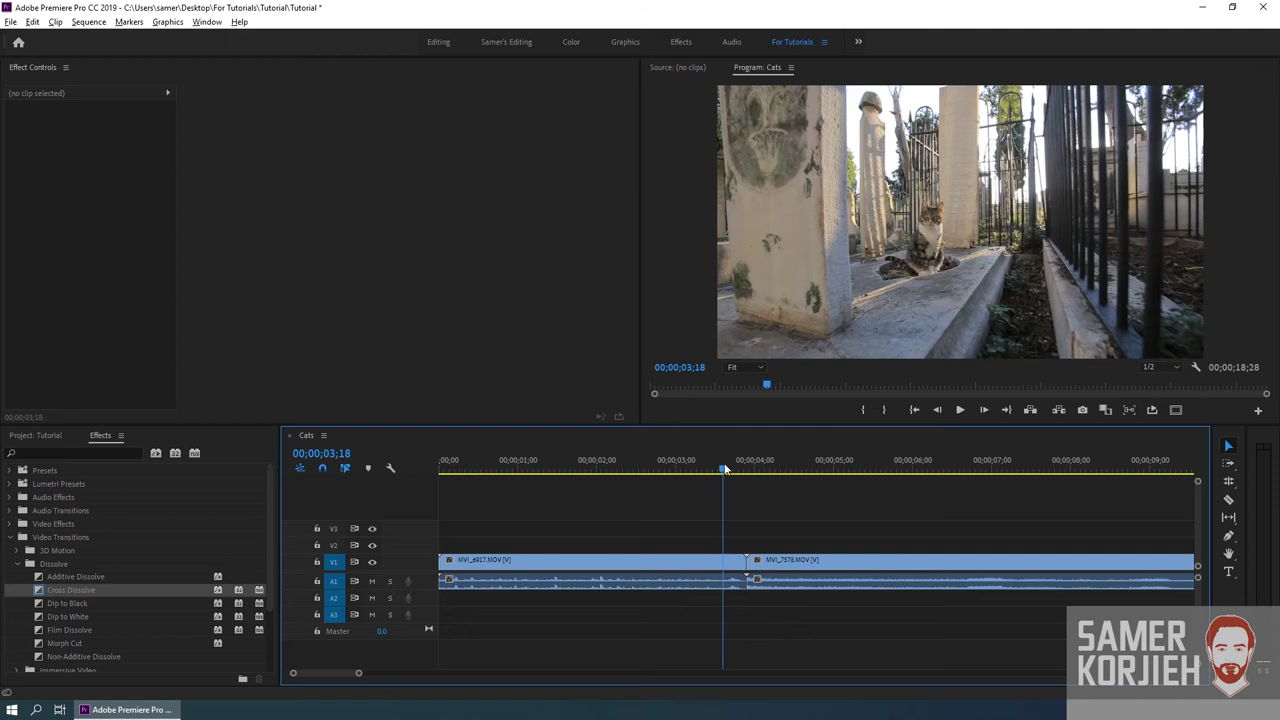 Adobe Premiere Pro CC 2019 - C:\Users\samer\Desktop\For Tutorials\Tutorial\Tutorial *
File Edit Clip Sequence Markers Graphics Window Help
Editing Samer's Editing Color Graphics Effects Audio For Tutorials
Effect Controls
Source: (no clips) Program: Cats
(no clip selected)
00;00;03;18 Fit 1/2 00;00;18;28
00;00;03;18
Project: Tutorial Effects
Cats
00;00;03;18
;00;00 00;00;01;00 00;00;02;00 00;00;03;00 00;00;04;00 00;00;05;00 00;00;06;00 00;00;07;00 00;00;08;00 00;00;09;00
Presets
Lumetri Presets
Audio Effects
Audio Transitions
Video Effects
Video Transitions
3D Motion
Dissolve
Additive Dissolve
Cross Dissolve
Dip to Black
Dip to White
Film Dissolve
Morph Cut
Non-Additive Dissolve
Immersive Video
V3
V2
V1 MVI_6917.MOV [V] MVI_7578.MOV [V]
A1 M S
A2 M S
A3 M S
Master 0,0
S S
SAMER
KORJIEH
Adobe Premiere Pro ...